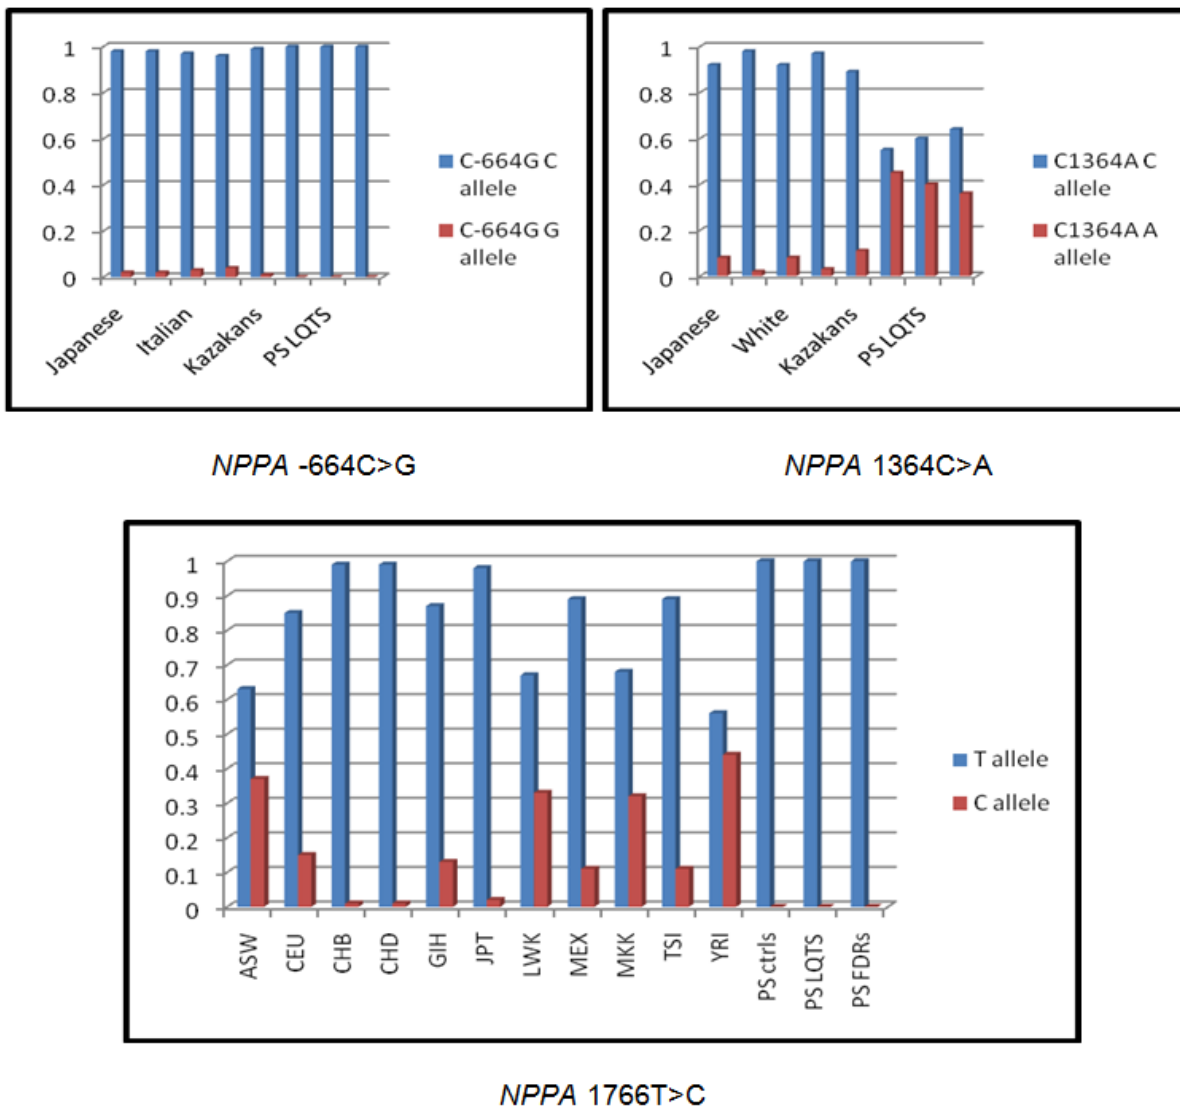 1
0.8
0.6
0.4
0.2
0
Japanese
Italian
Kazakans
PS LQTS
C-664G C
allele
C-664G G
allele
NPPA -664C>G
1
0.8
0.6
0.4
0.2
0
Japanese
White
Kazakans
PS LQTS
C1364A C
allele
C1364A A
allele
NPPA 1364C>A
1
0.9
0.8
0.7
0.6
0.5
0.4
0.3
0.2
0.1
0
ASW
CEU
CHB
CHD
GIH
JPT
LWK
MEX
MKK
TSI
YRI
PS ctrls
PS LQTS
PS FDRs
T allele
C allele
NPPA 1766T>C